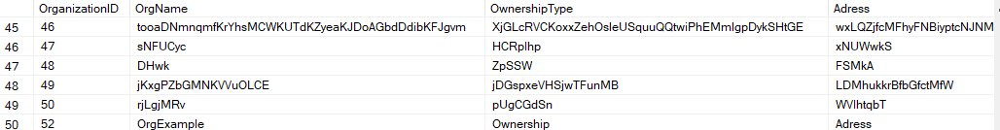 OrganizationID OrgName OwnershipType Adress
45 46 tooaDNmnqmfKrYhsMCWKUTdKZyeaKJDoAGbdDdibKFJgvm XjGLcRVCKoxxZehOsleUSquuQQtwiPhEMmlgpDykSHtGE wxLQZjfcMFhyFNBiyptcNJNM
46 47 sNFUCyc HCRplhp xNUWwkS
47 48 DHwk ZpSSW FSMkA
48 49 jKxgPZbGMNKVVuOLCE jDGspxeVHSjwTFunMB LDMhukkrBfbGfctMfW
49 50 rjLgjMRv pUgCGdSn WVlhtqbT
50 52 OrgExample Ownership Adress